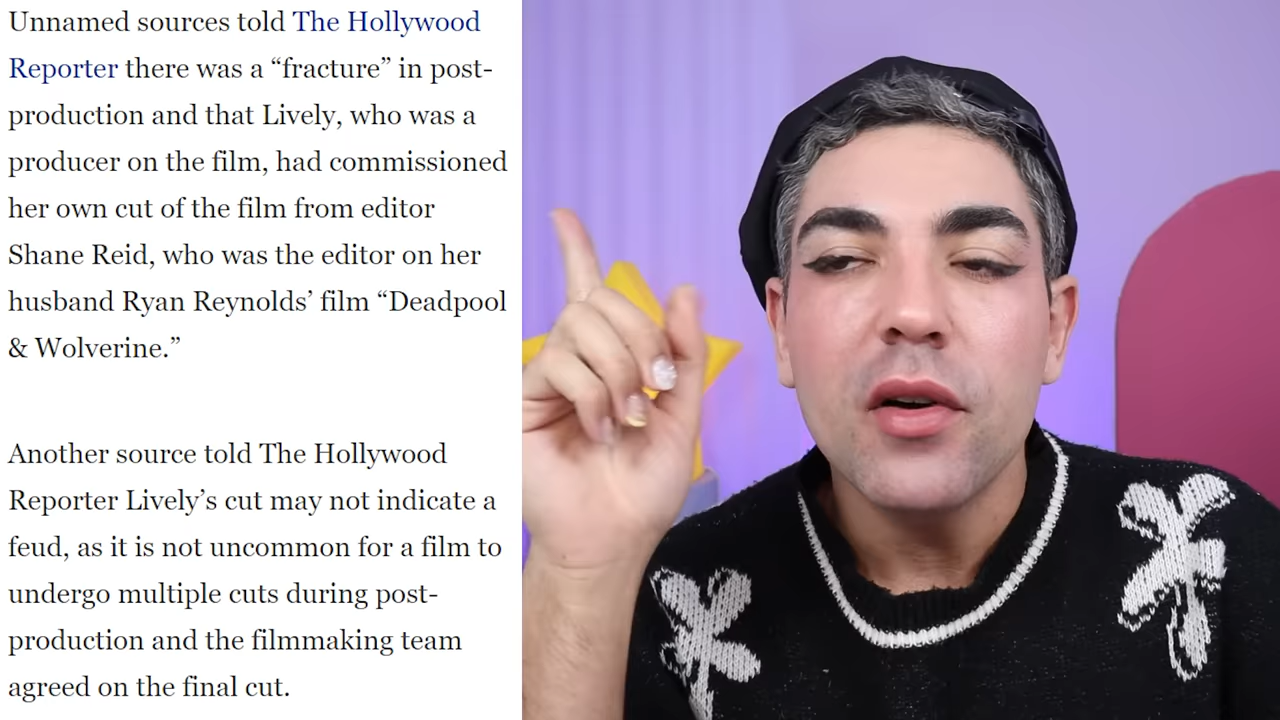 Unnamed sources told The Hollywood
Reporter there was a “fracture” in post-
production and that Lively, who was a
producer on the film, had commissioned
her own cut of the film from editor
Shane Reid, who was the editor on her
husband Ryan Reynolds’ film “Deadpool
& Wolverine.”
Another source told The Hollywood
Reporter Lively’s cut may not indicate a
feud, as it is not uncommon for a film to
undergo multiple cuts during post-
production and the filmmaking team
agreed on the final cut.